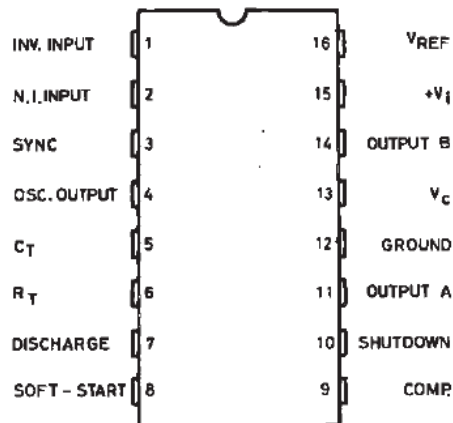 INV. INPUT 1 16 VREF
N.I. INPUT 2 15 +Vi
SYNC 3 14 OUTPUT B
OSC. OUTPUT 4 13 Vc
CT 5 12 GROUND
RT 6 11 OUTPUT A
DISCHARGE 7 10 SHUTDOWN
SOFT-START 8 9 COMP.